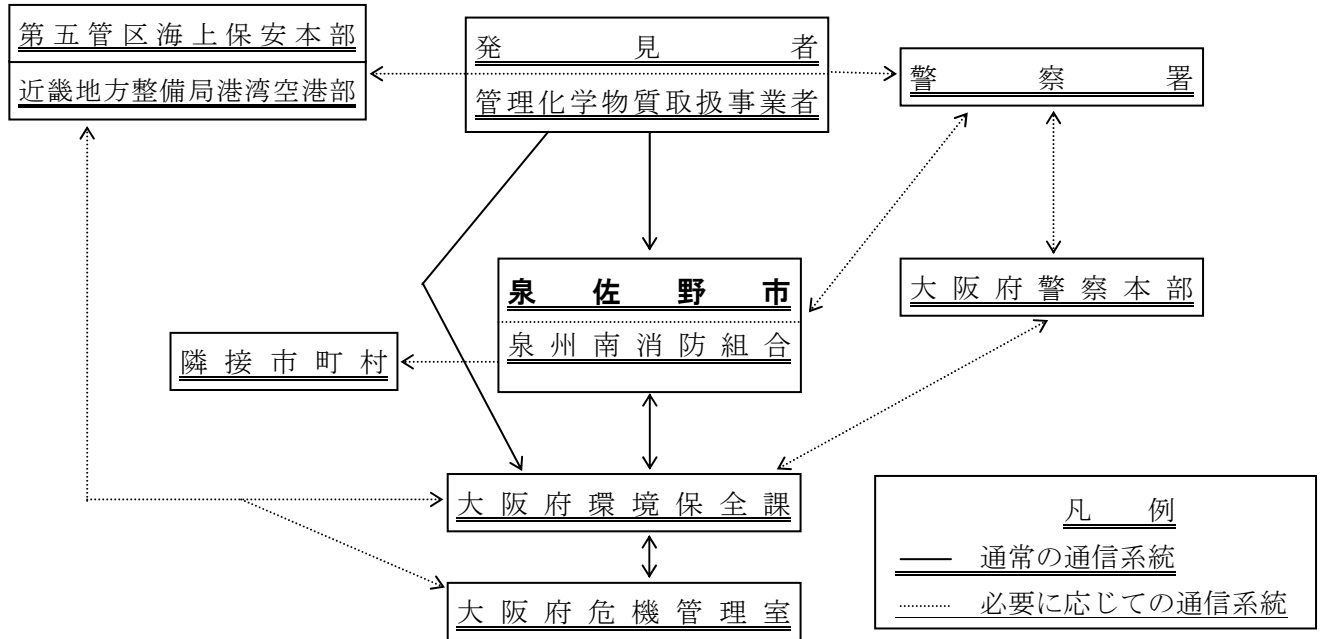 第五管区海上保安本部
近畿地方整備局港湾空港部
発見者
管理化学物質取扱事業者
警察署
泉佐野市
泉州南消防組合
大阪府警察本部
隣接市町村
大阪府環境保全課
大阪府危機管理室
凡例
通常の通信系統
必要に応じての通信系統